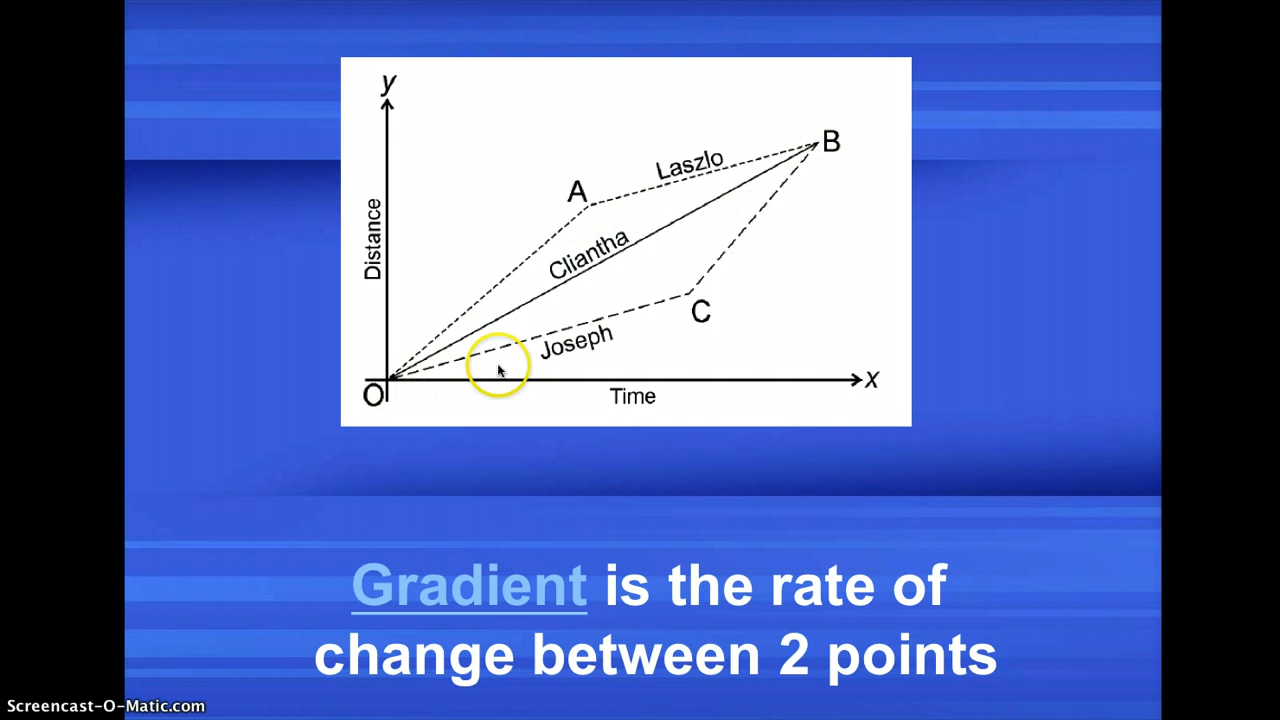 y
B
Laszlo
A
Distance
Cliantha
C
Joseph
x
O
Time
Gradient is the rate of
change between 2 points
Screencast-O-Matic.com